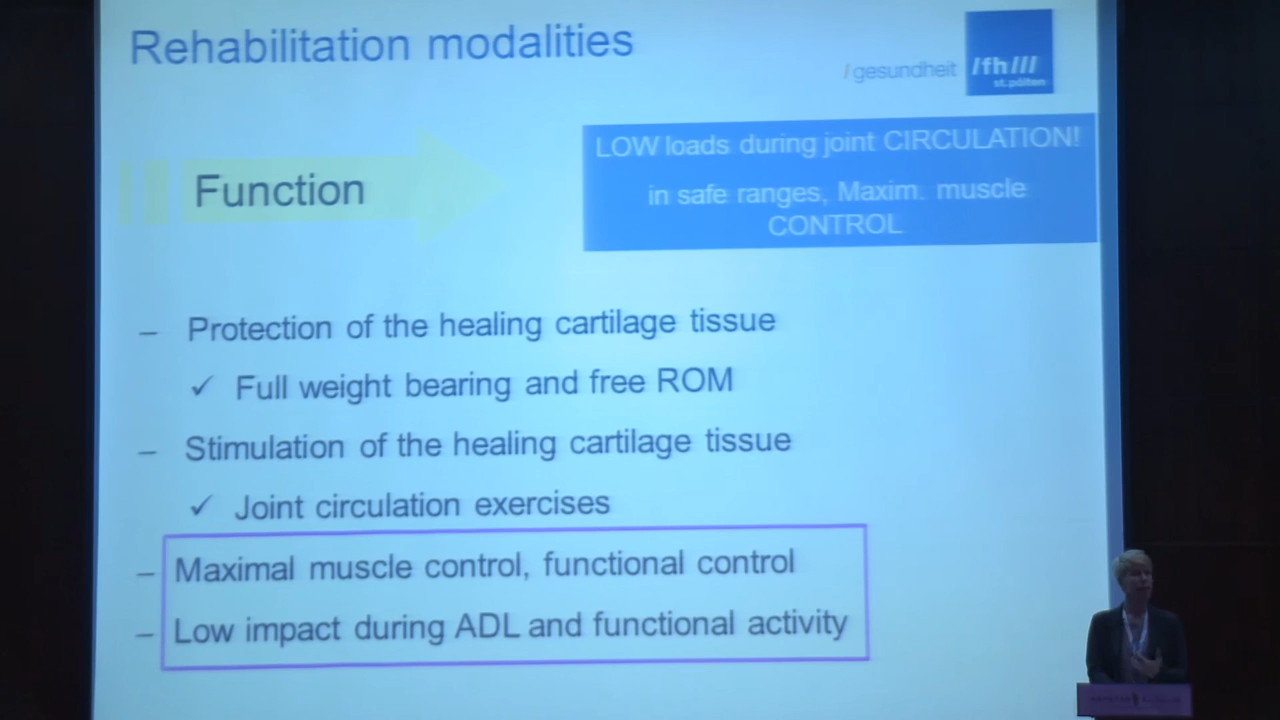 Rehabilitation modalities
/ gesundheit
/fh///
st.pölten
Function
LOW loads during joint CIRCULATION!
in safe ranges, Maxim. muscle
CONTROL
– Protection of the healing cartilage tissue
✓ Full weight bearing and free ROM
– Stimulation of the healing cartilage tissue
✓ Joint circulation exercises
– Maximal muscle control, functional control
– Low impact during ADL and functional activity